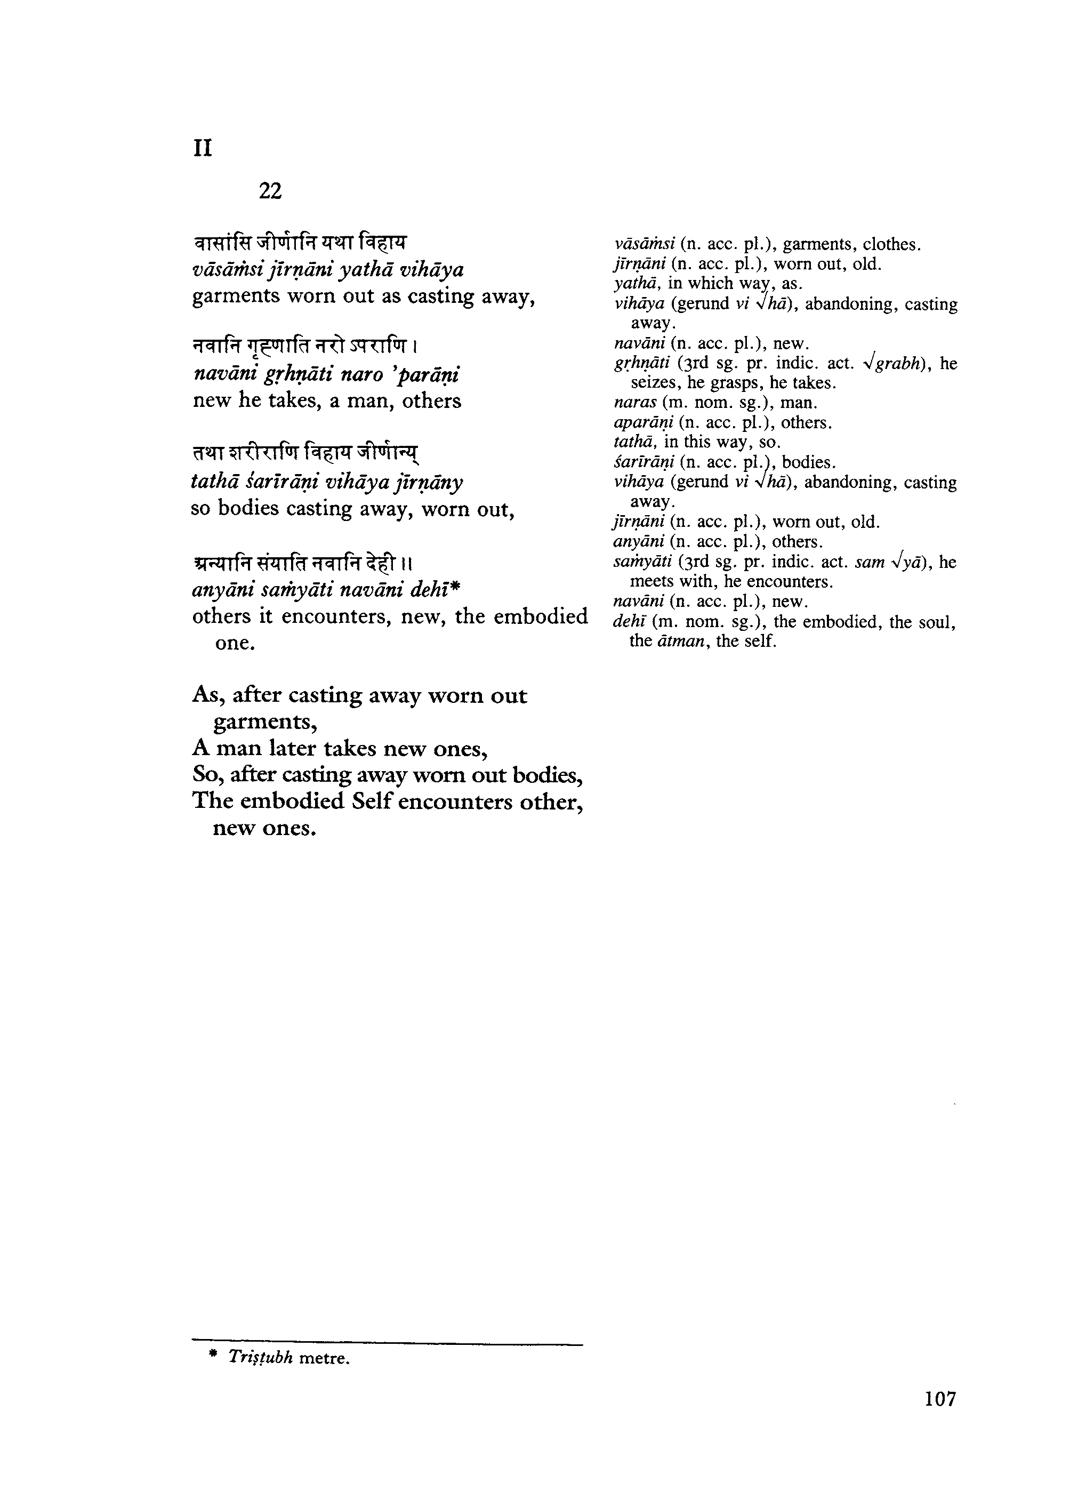 II
22
वासांसि जीर्णानि यथा विहाय
vāsāṁsi jīrṇāni yathā vihāya
garments worn out as casting away,
नवानि गृह्णाति नरो ऽपराणि ।
navāni gṛhṇāti naro 'parāṇi
new he takes, a man, others
तथा शरीराणि विहाय जीर्णान्य्
tathā śarīrāṇi vihāya jīrṇāny
so bodies casting away, worn out,
अन्यानि संयाति नवानि देही ॥
anyāni saṁyāti navāni dehī*
others it encounters, new, the embodied
one.
As, after casting away worn out
garments,
A man later takes new ones,
So, after casting away worn out bodies,
The embodied Self encounters other,
new ones.
vāsāṁsi (n. acc. pl.), garments, clothes.
jīrṇāni (n. acc. pl.), worn out, old.
yathā, in which way, as.
vihāya (gerund vi √hā), abandoning, casting
away.
navāni (n. acc. pl.), new.
gṛhṇāti (3rd sg. pr. indic. act. √grabh), he
seizes, he grasps, he takes.
naras (m. nom. sg.), man.
aparāṇi (n. acc. pl.), others.
tathā, in this way, so.
śarīrāṇi (n. acc. pl.), bodies.
vihāya (gerund vi √hā), abandoning, casting
away.
jīrṇāni (n. acc. pl.), worn out, old.
anyāni (n. acc. pl.), others.
saṁyāti (3rd sg. pr. indic. act. sam √yā), he
meets with, he encounters.
navāni (n. acc. pl.), new.
dehī (m. nom. sg.), the embodied, the soul,
the ātman, the self.
* Triṣṭubh metre.
107